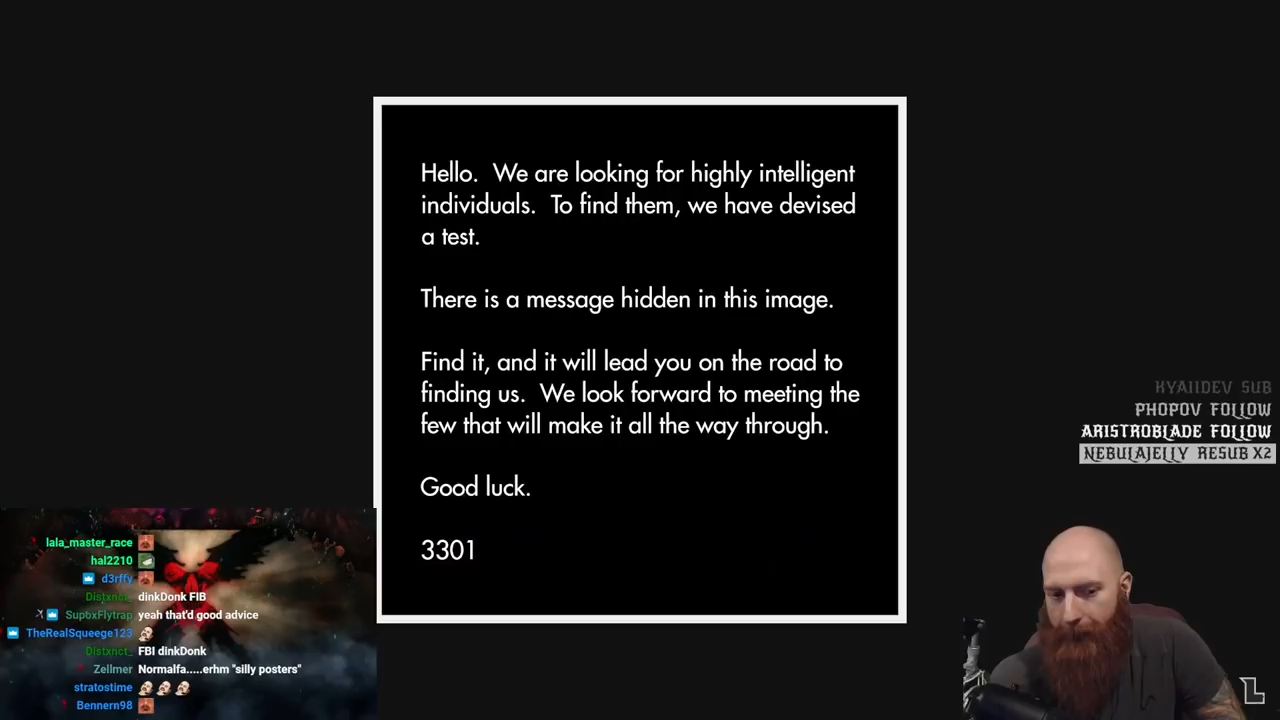 Hello. We are looking for highly intelligent
individuals. To find them, we have devised
a test.
There is a message hidden in this image.
Find it, and it will lead you on the road to
finding us. We look forward to meeting the
few that will make it all the way through.
Good luck.
3301
KYAIIDEV SUB
PHOPOV FOLLOW
ARISTROBLADE FOLLOW
NEBULAJELLY RESUB X2
lala_master_race
hal2210
d3rffy
Distxnct_ dinkDonk FIB
SupoxFlytrap yeah that'd good advice
TheRealSqueege123
Distxnct_ FBI dinkDonk
Zellmer Normalfa.....erhm "silly posters"
stratostime
Bennern98